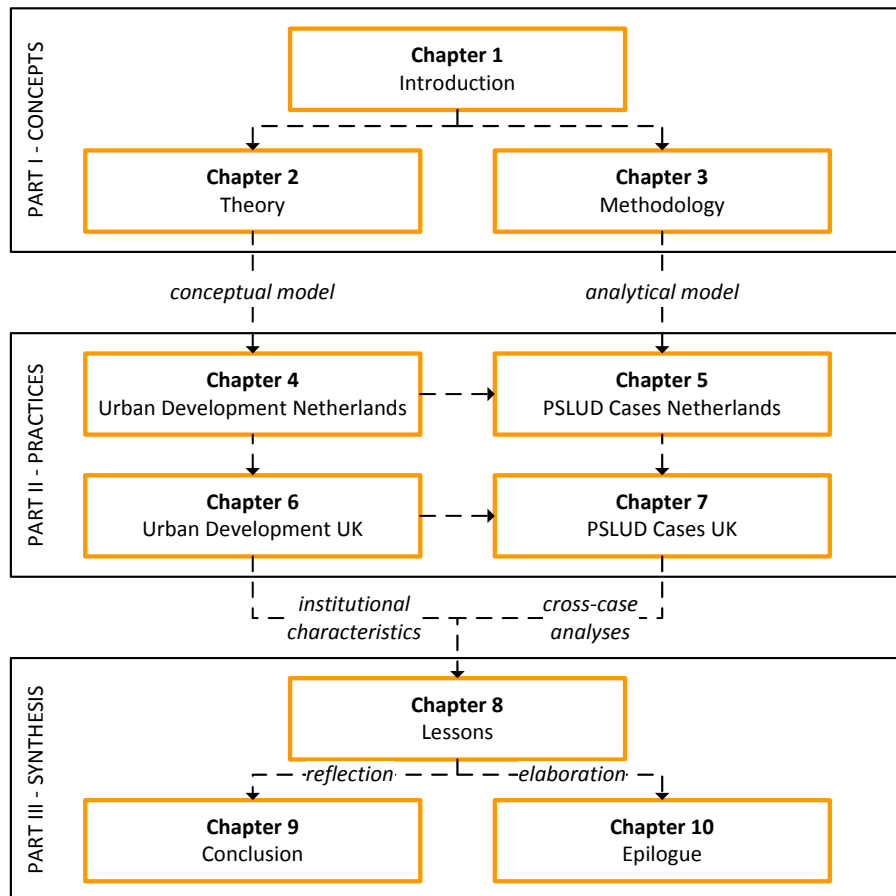 PART I - CONCEPTS
Chapter 1
Introduction
Chapter 2
Theory
Chapter 3
Methodology
conceptual model
analytical model
PART II - PRACTICES
Chapter 4
Urban Development Netherlands
Chapter 5
PSLUD Cases Netherlands
Chapter 6
Urban Development UK
Chapter 7
PSLUD Cases UK
institutional
characteristics
cross-case
analyses
PART III - SYNTHESIS
Chapter 8
Lessons
reflection
elaboration
Chapter 9
Conclusion
Chapter 10
Epilogue